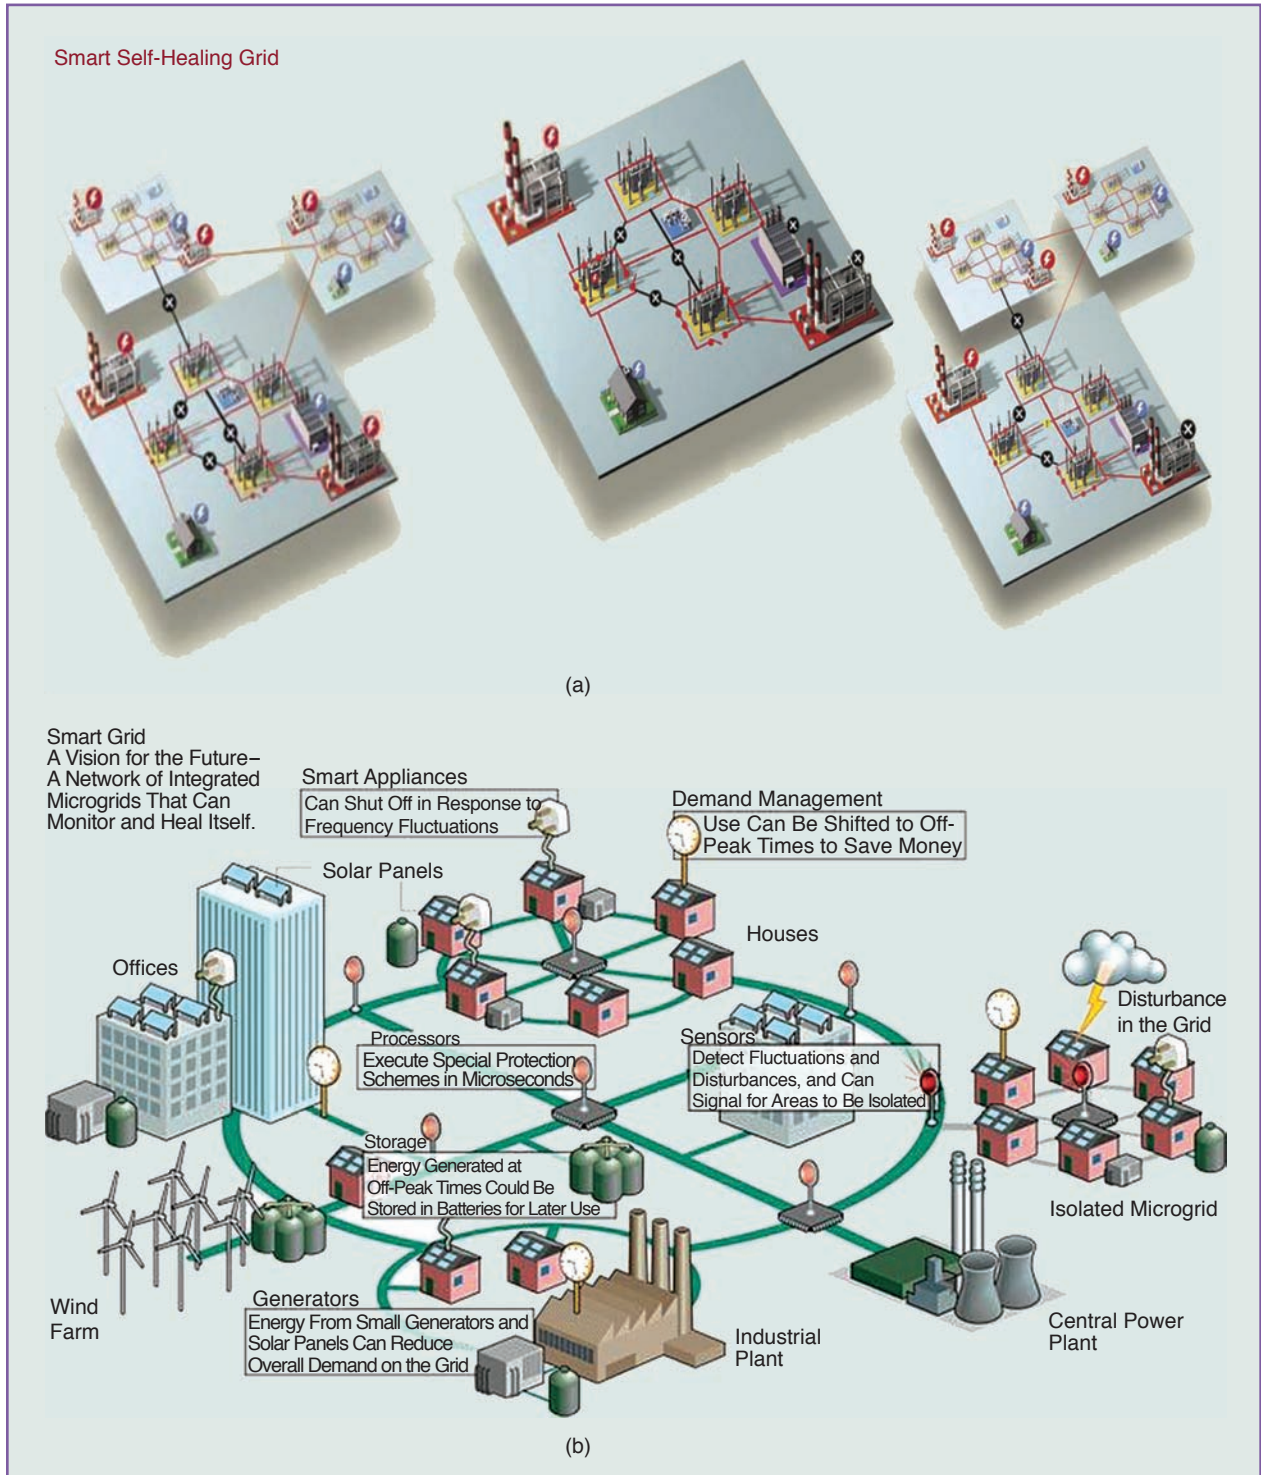 Smart Self-Healing Grid
(a)
Smart Grid
A Vision for the Future–
A Network of Integrated
Microgrids That Can
Monitor and Heal Itself.
Smart Appliances
Can Shut Off in Response to
Frequency Fluctuations
Demand Management
Use Can Be Shifted to Off-
Peak Times to Save Money
Solar Panels
Houses
Offices
Disturbance
in the Grid
Processors
Execute Special Protection
Schemes in Microseconds
Sensors
Detect Fluctuations and
Disturbances, and Can
Signal for Areas to Be Isolated
Storage
Energy Generated at
Off-Peak Times Could Be
Stored in Batteries for Later Use
Isolated Microgrid
Wind
Farm
Generators
Energy From Small Generators and
Solar Panels Can Reduce
Overall Demand on the Grid
Industrial
Plant
Central Power
Plant
(b)